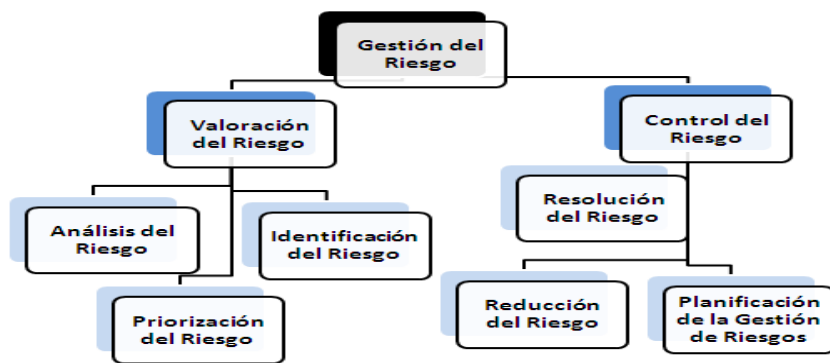 Gestión del
Riesgo
Valoración
del Riesgo
Control del
Riesgo
Análisis del
Riesgo
Identificación
del Riesgo
Priorización
del Riesgo
Resolución
del Riesgo
Reducción
del Riesgo
Planificación
de la Gestión
de Riesgos